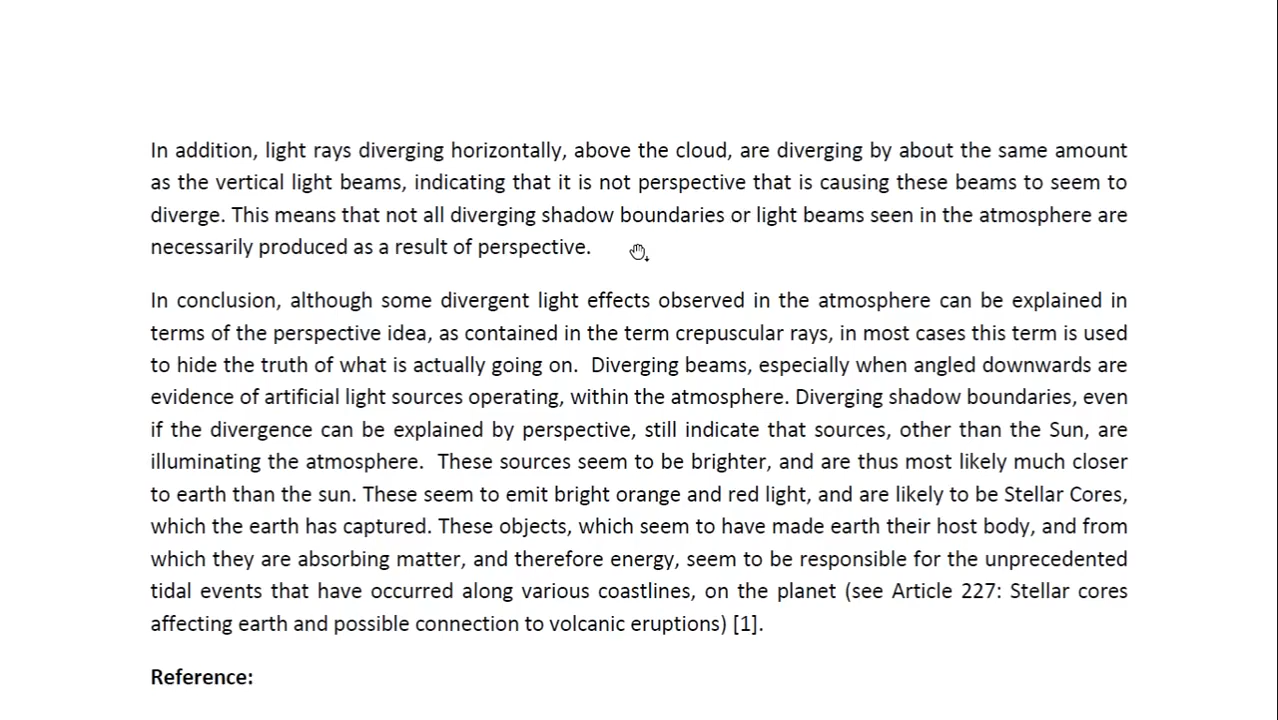 In addition, light rays diverging horizontally, above the cloud, are diverging by about the same amount
as the vertical light beams, indicating that it is not perspective that is causing these beams to seem to
diverge. This means that not all diverging shadow boundaries or light beams seen in the atmosphere are
necessarily produced as a result of perspective.
In conclusion, although some divergent light effects observed in the atmosphere can be explained in
terms of the perspective idea, as contained in the term crepuscular rays, in most cases this term is used
to hide the truth of what is actually going on.  Diverging beams, especially when angled downwards are
evidence of artificial light sources operating, within the atmosphere. Diverging shadow boundaries, even
if the divergence can be explained by perspective, still indicate that sources, other than the Sun, are
illuminating the atmosphere.  These sources seem to be brighter, and are thus most likely much closer
to earth than the sun. These seem to emit bright orange and red light, and are likely to be Stellar Cores,
which the earth has captured. These objects, which seem to have made earth their host body, and from
which they are absorbing matter, and therefore energy, seem to be responsible for the unprecedented
tidal events that have occurred along various coastlines, on the planet (see Article 227: Stellar cores
affecting earth and possible connection to volcanic eruptions) [1].
Reference: